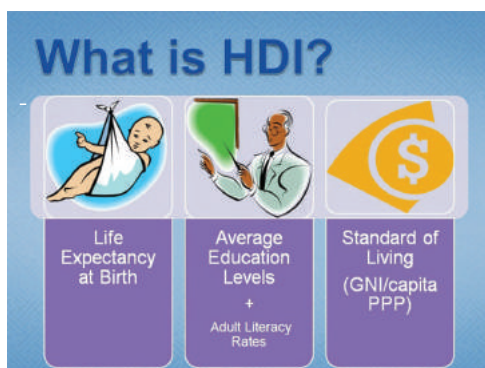 What is HDI?
$
Life
Expectancy
at Birth
Average
Education
Levels
+
Adult Literacy
Rates
Standard of
Living
(GNI/capita
PPP)